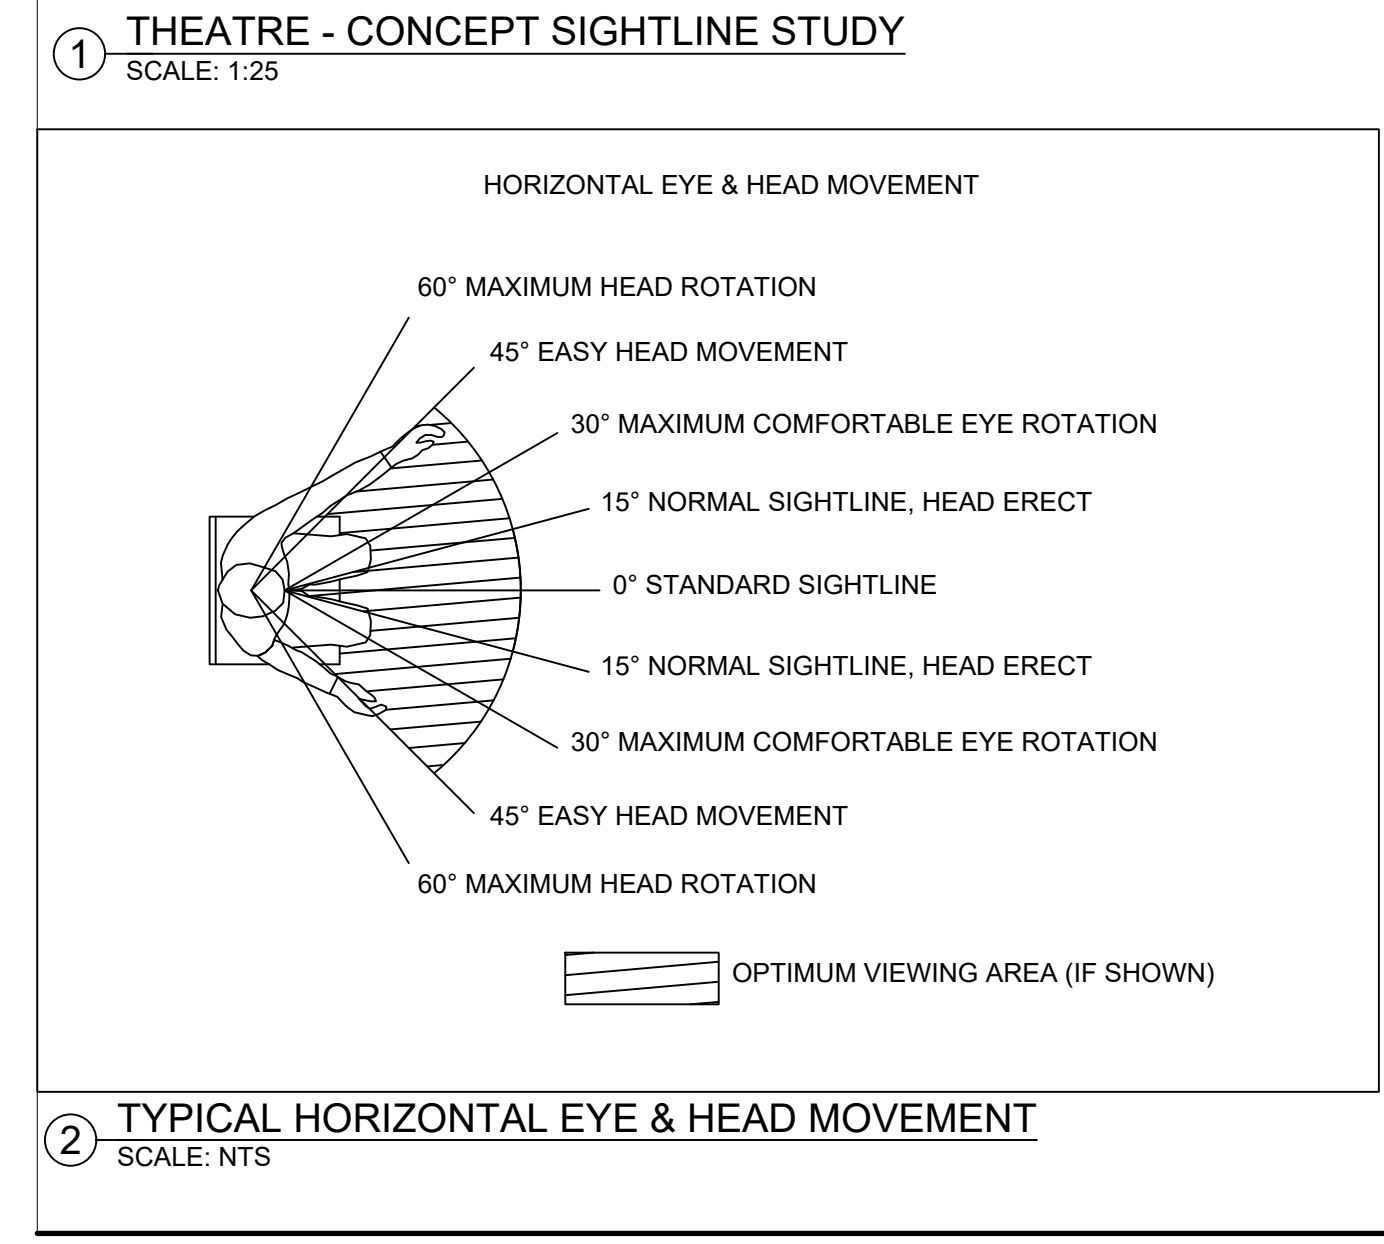 1
THEATRE - CONCEPT SIGHTLINE STUDY
SCALE: 1:25
HORIZONTAL EYE & HEAD MOVEMENT
60° MAXIMUM HEAD ROTATION
45° EASY HEAD MOVEMENT
30° MAXIMUM COMFORTABLE EYE ROTATION
15° NORMAL SIGHTLINE, HEAD ERECT
0° STANDARD SIGHTLINE
15° NORMAL SIGHTLINE, HEAD ERECT
30° MAXIMUM COMFORTABLE EYE ROTATION
45° EASY HEAD MOVEMENT
60° MAXIMUM HEAD ROTATION
OPTIMUM VIEWING AREA (IF SHOWN)
2
TYPICAL HORIZONTAL EYE & HEAD MOVEMENT
SCALE: NTS